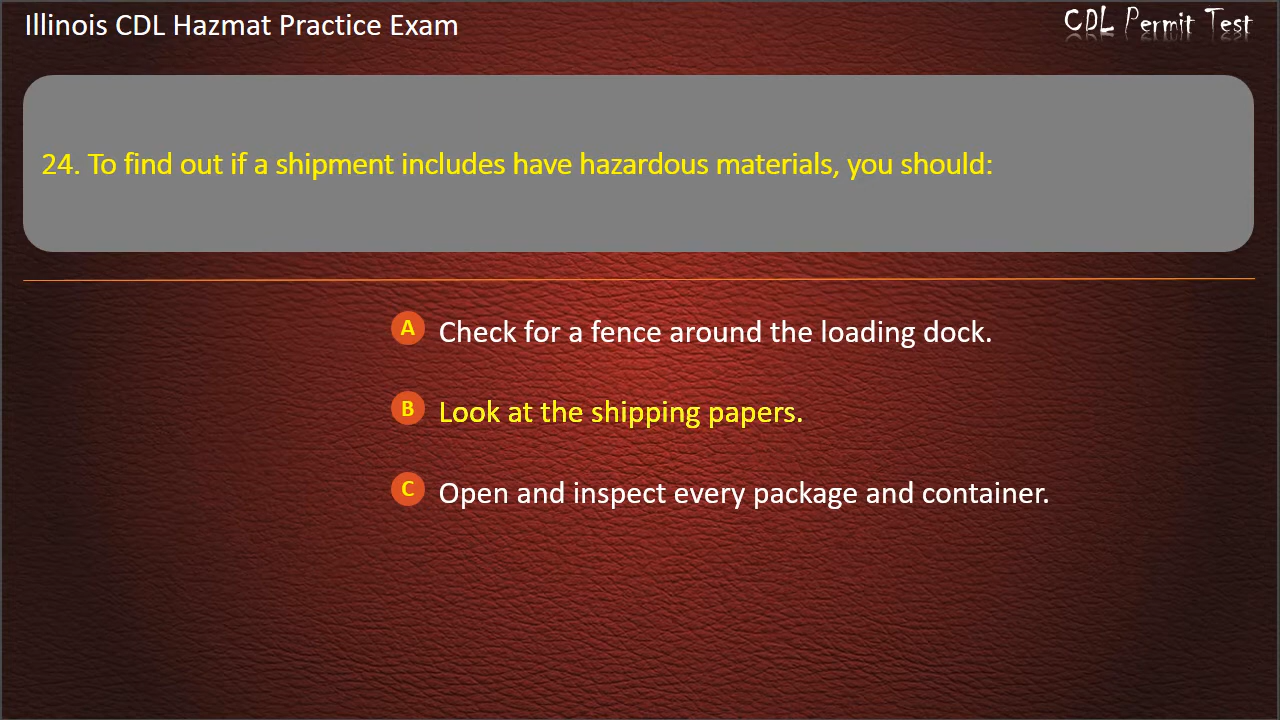 Illinois CDL Hazmat Practice Exam
CDL Permit Test
24. To find out if a shipment includes have hazardous materials, you should:
A Check for a fence around the loading dock.
B Look at the shipping papers.
C Open and inspect every package and container.